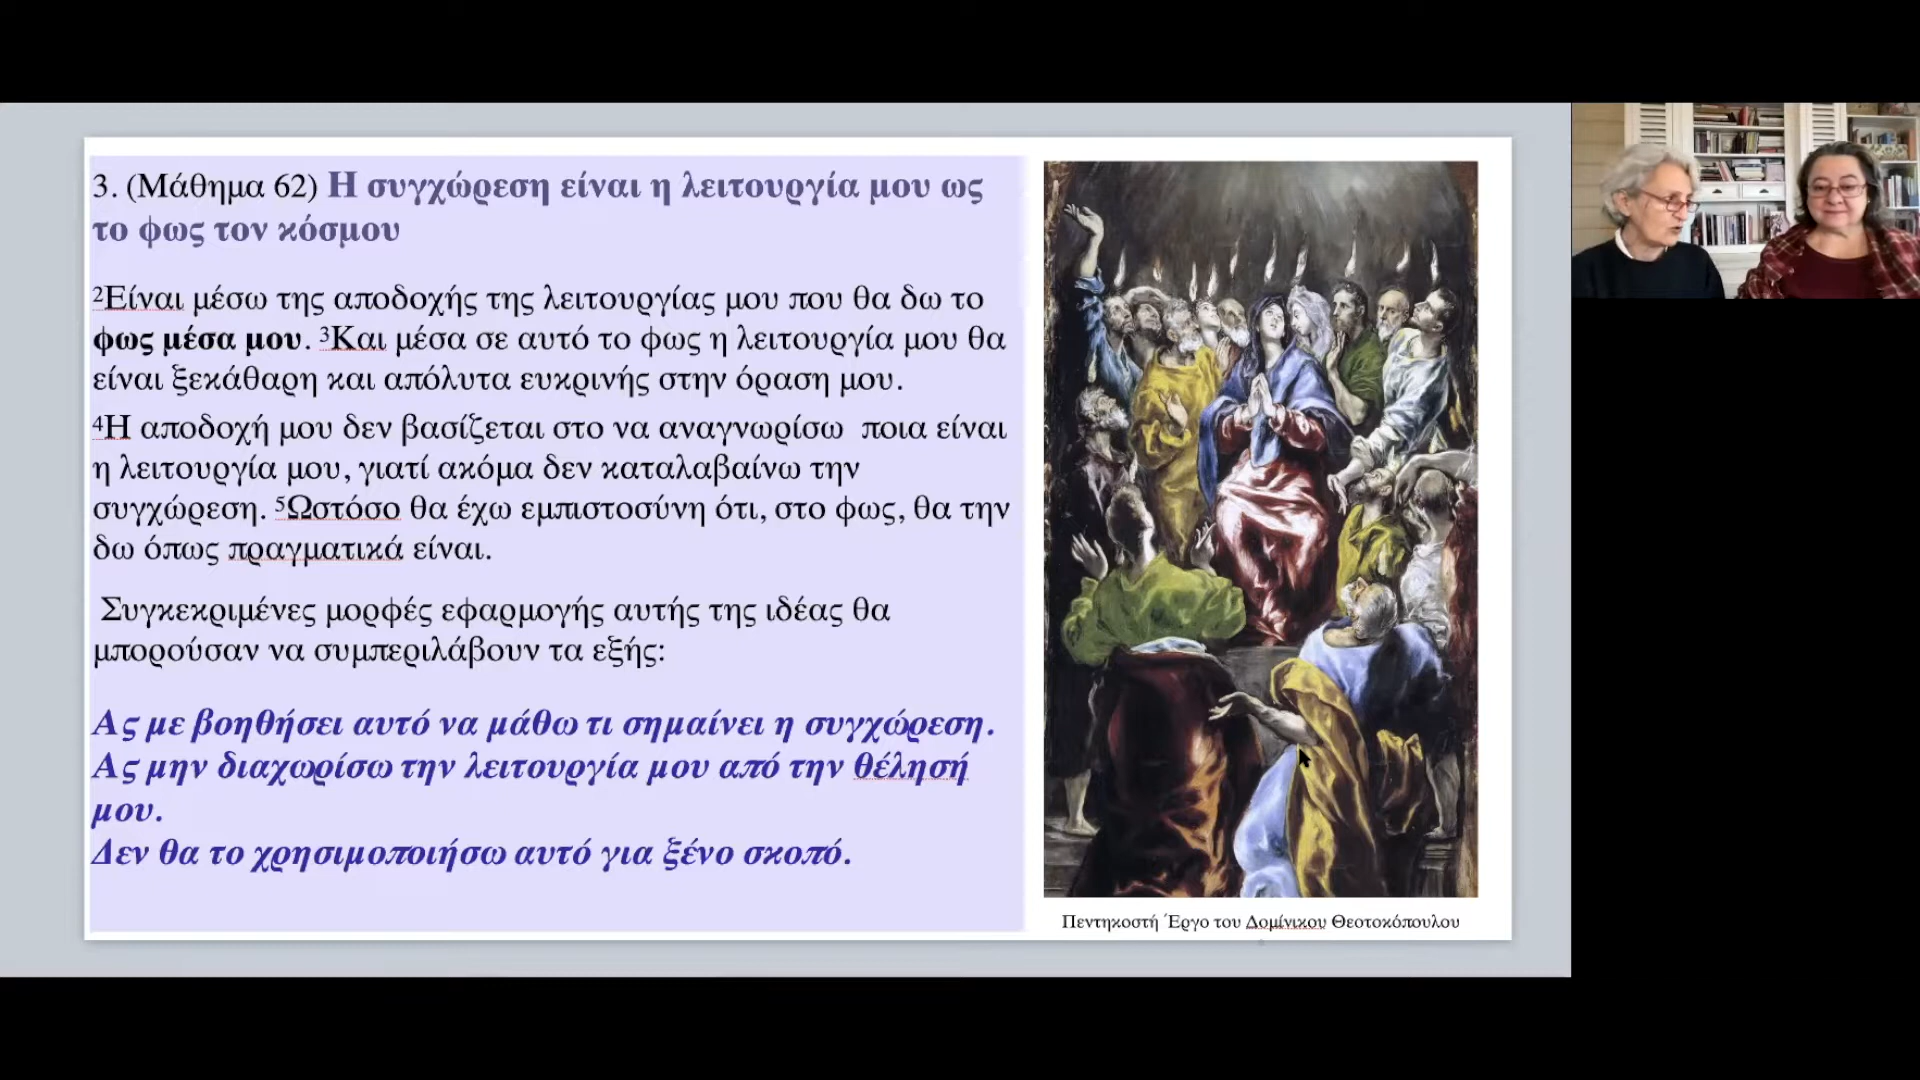 3. (Μάθημα 62) Η συγχώρεση είναι η λειτουργία μου ως
το φως τον κόσμου
²Είναι μέσω της αποδοχής της λειτουργίας μου που θα δω το
φως μέσα μου. ³Και μέσα σε αυτό το φως η λειτουργία μου θα
είναι ξεκάθαρη και απόλυτα ευκρινής στην όραση μου.
⁴Η αποδοχή μου δεν βασίζεται στο να αναγνωρίσω ποια είναι
η λειτουργία μου, γιατί ακόμα δεν καταλαβαίνω την
συγχώρεση. ⁵Ωστόσο θα έχω εμπιστοσύνη ότι, στο φως, θα την
δω όπως πραγματικά είναι.
Συγκεκριμένες μορφές εφαρμογής αυτής της ιδέας θα
μπορούσαν να συμπεριλάβουν τα εξής:
Ας με βοηθήσει αυτό να μάθω τι σημαίνει η συγχώρεση.
Ας μην διαχωρίσω την λειτουργία μου από την θέλησή
μου.
Δεν θα το χρησιμοποιήσω αυτό για ξένο σκοπό.
Πεντηκοστή Έργο του Δομίνικου Θεοτοκόπουλου